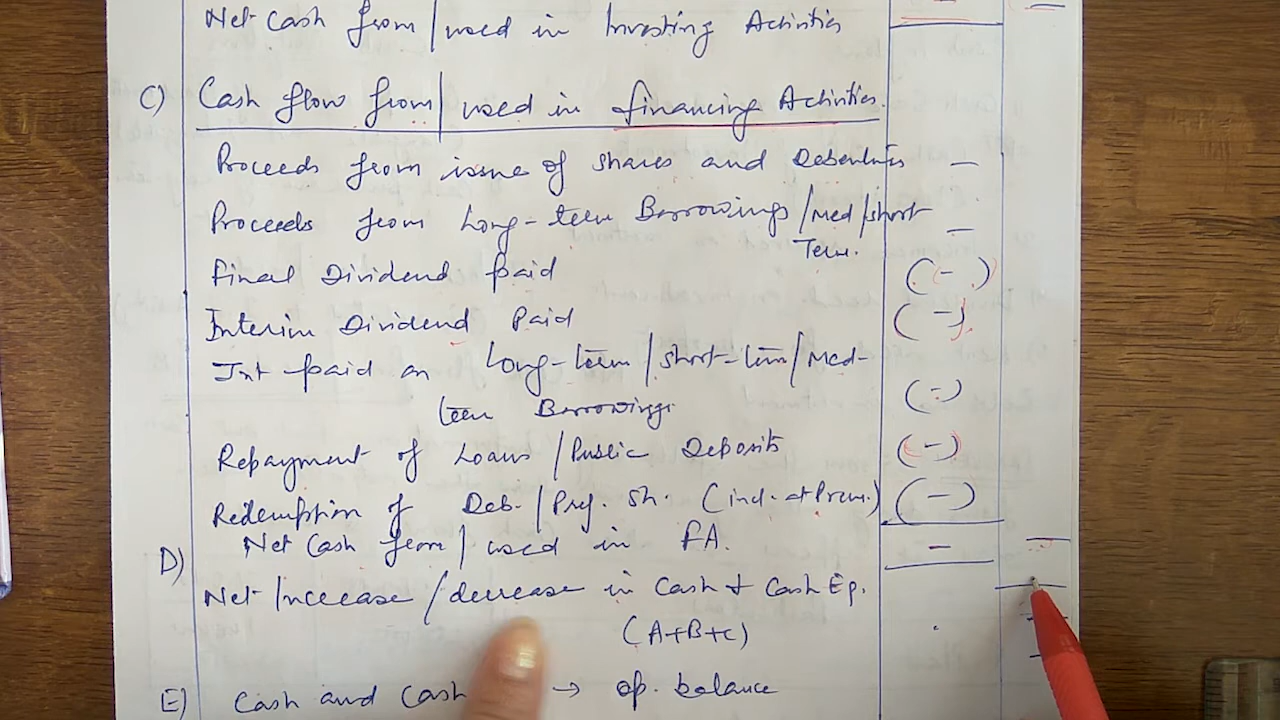 Net Cash from/used in Investing Activities
C) Cash flow from/used in financing Activities.
Proceeds from issue of shares and Debentures —
Proceeds from Long-term Borrowings/Med/short —
Term.
Final Dividend paid (-)
Interim Dividend Paid (-)
Int paid on Long-term/short-term/Med- (-)
term Borrowings
Repayment of Loans/Public Deposits (-)
Redemption of Deb./Pref. sh. (incl. at Prem.) (-)
Net Cash from/used in FA. — —
D) Net Increase/decrease in Cash + Cash Ep.
(A+B+C)
E) Cash and Cash → op. balance